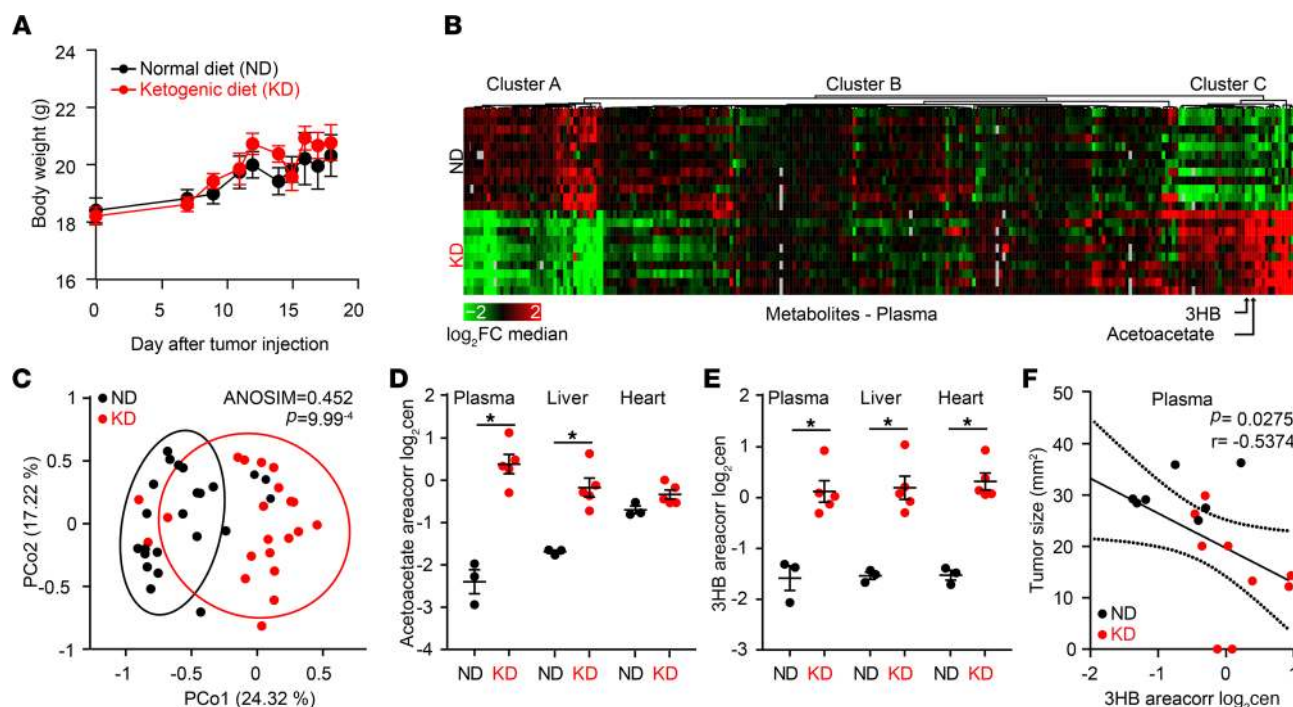 A
24
22
20
18
16
Body weight (g)
Normal diet (ND)
Ketogenic diet (KD)
0 5 10 15 20
Day after tumor injection
B
Cluster A Cluster B Cluster C
ND
KD
-2 2
log₂FC median
Metabolites - Plasma
3HB
Acetoacetate
C
ND
KD
ANOSIM=0.452
p=9.99⁻⁴
1
0.5
0
-0.5
-1
PCo2 (17.22 %)
-1 -0.5 0 0.5
PCo1 (24.32 %)
D
Plasma Liver Heart
* *
2
1
0
-1
-2
-3
-4
Acetoacetate areacorr log₂cen
ND KD ND KD ND KD
E
Plasma Liver Heart
* * *
2
1
0
-1
-2
-3
3HB areacorr log₂cen
ND KD ND KD ND KD
F
Plasma
p= 0.0275
r= -0.5374
50
40
30
20
10
0
Tumor size (mm²)
ND
KD
-2 -1 0 1
3HB areacorr log₂cen